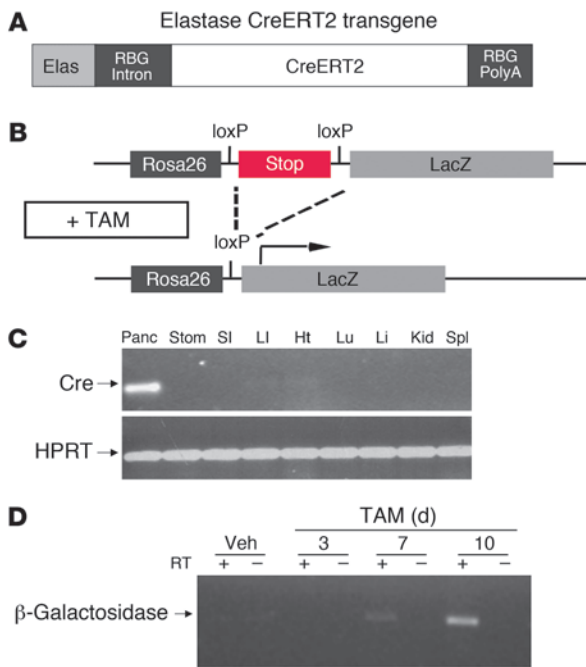 A
Elastase CreERT2 transgene
Elas
RBG Intron
CreERT2
RBG PolyA
B
loxP
loxP
Rosa26
Stop
LacZ
+ TAM
loxP
Rosa26
LacZ
C
Panc Stom SI LI Ht Lu Li Kid Spl
Cre
HPRT
D
TAM (d)
Veh 3 7 10
RT + − + − + − + −
β-Galactosidase